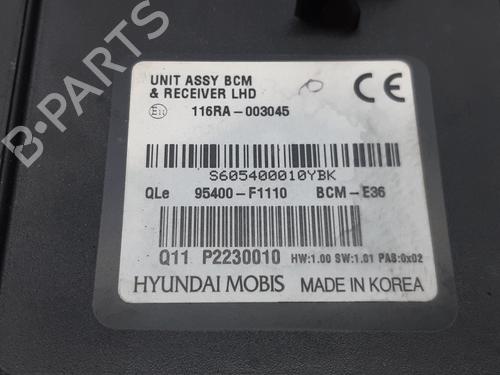 B-PARTS
UNIT ASSY BCM
& RECEIVER LHD
CE
E11 116RA-003045
S605400010YBK
QLe 95400-F1110 BCM-E36
Q11 P2230010 HW:1.00 SW:1.01 PAS:0x02
HYUNDAI MOBIS MADE IN KOREA